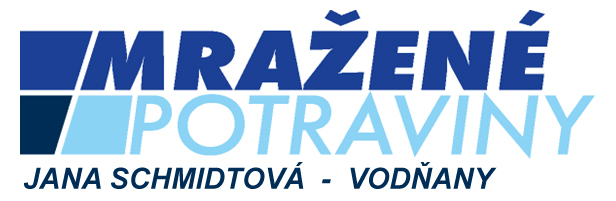 MRAŽENÉ
POTRAVINY
JANA SCHMIDTOVÁ - VODŇANY